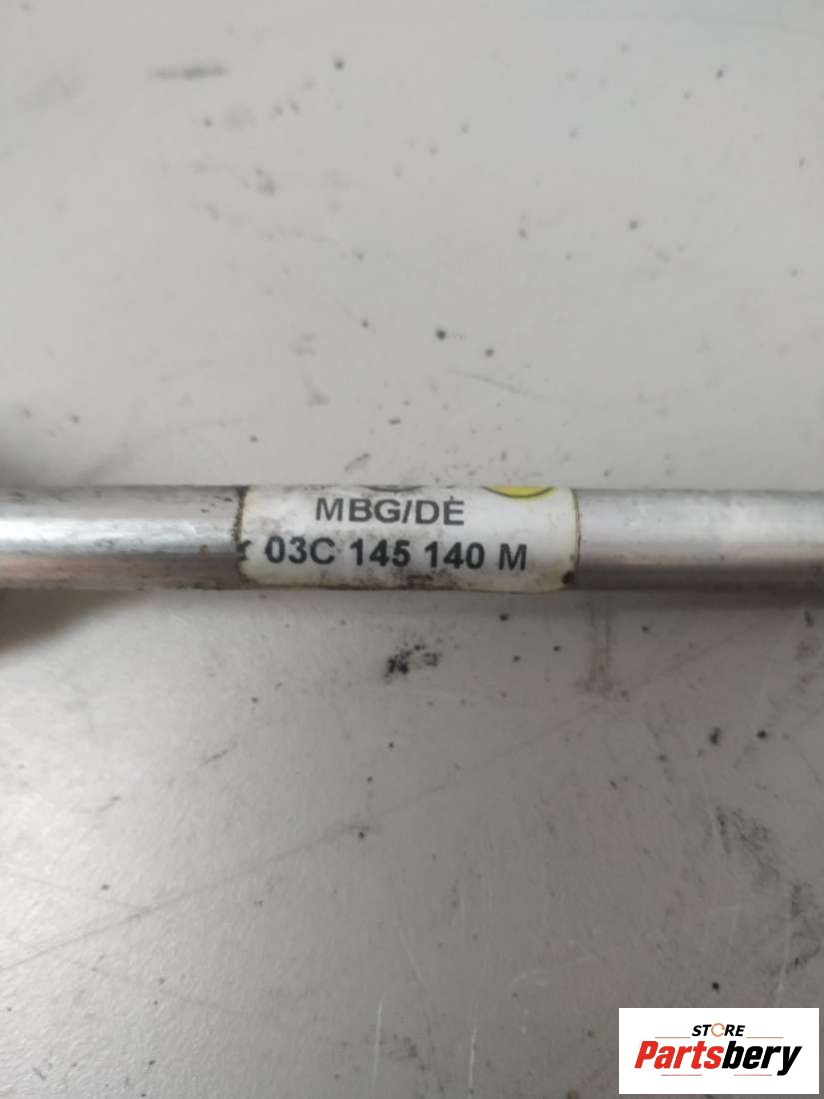 MBG/DE
03C 145 140 M
STORE
Partsbery